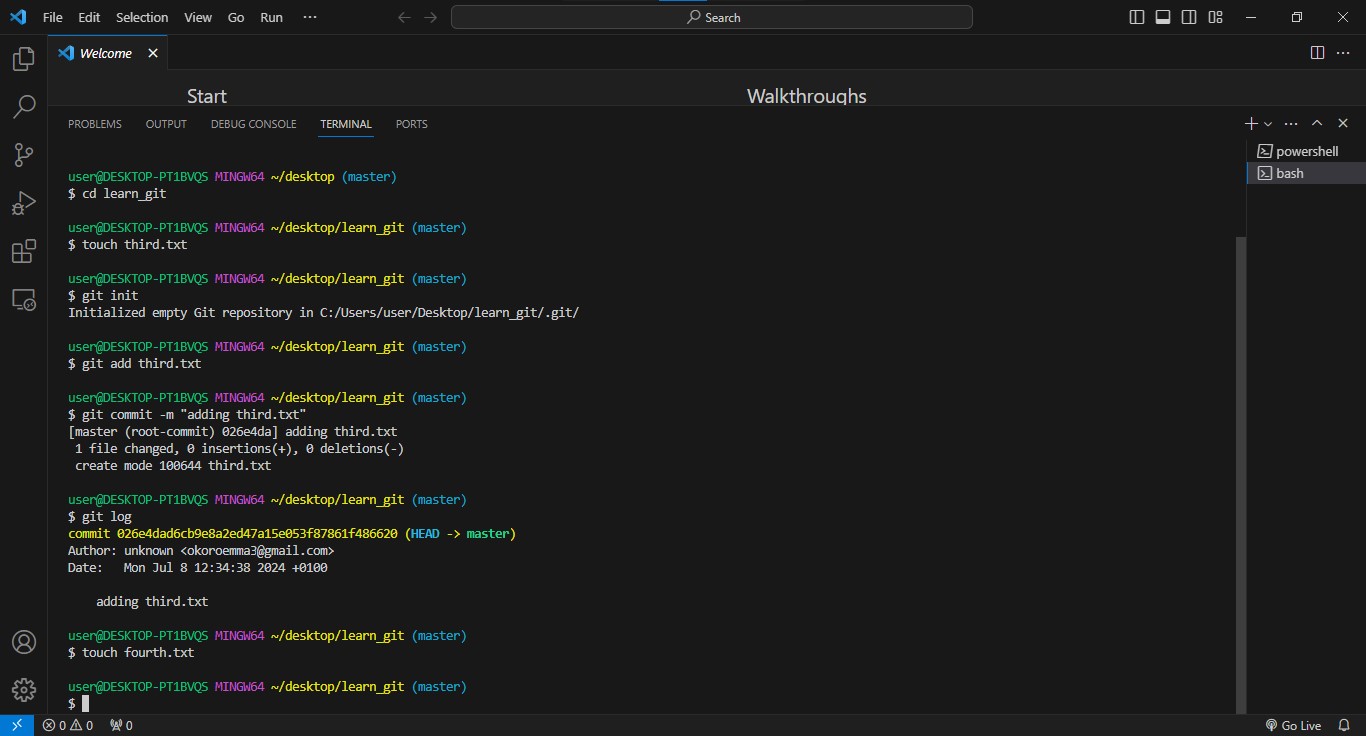 File Edit Selection View Go Run ··· Search
Welcome
Start Walkthroughs
PROBLEMS OUTPUT DEBUG CONSOLE TERMINAL PORTS
powershell
bash
user@DESKTOP-PT1BVQS MINGW64 ~/desktop (master)
$ cd learn_git
user@DESKTOP-PT1BVQS MINGW64 ~/desktop/learn_git (master)
$ touch third.txt
user@DESKTOP-PT1BVQS MINGW64 ~/desktop/learn_git (master)
$ git init
Initialized empty Git repository in C:/Users/user/Desktop/learn_git/.git/
user@DESKTOP-PT1BVQS MINGW64 ~/desktop/learn_git (master)
$ git add third.txt
user@DESKTOP-PT1BVQS MINGW64 ~/desktop/learn_git (master)
$ git commit -m "adding third.txt"
[master (root-commit) 026e4da] adding third.txt
1 file changed, 0 insertions(+), 0 deletions(-)
create mode 100644 third.txt
user@DESKTOP-PT1BVQS MINGW64 ~/desktop/learn_git (master)
$ git log
commit 026e4dad6cb9e8a2ed47a15e053f87861f486620 (HEAD -> master)
Author: unknown <okoroemma3@gmail.com>
Date:   Mon Jul 8 12:34:38 2024 +0100
adding third.txt
user@DESKTOP-PT1BVQS MINGW64 ~/desktop/learn_git (master)
$ touch fourth.txt
user@DESKTOP-PT1BVQS MINGW64 ~/desktop/learn_git (master)
$
0 0 0 Go Live